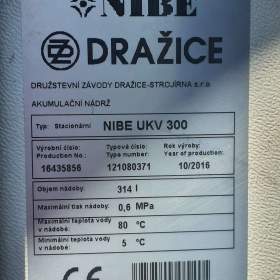 NIBE
DZ DRAŽICE
DRUŽSTEVNÍ ZÁVODY DRAŽICE-STROJÍRNA s.r.o.
AKUMULAČNÍ NÁDRŽ
Typ: Stacionární NIBE UKV 300
Výrobní číslo: Typové číslo: Rok výroby:
Production No.: Type number: Year of production:
16435856 121080371 10/2016
Objem nádoby: 314 l
Maximální tlak nádoby: 0,6 MPa
Maximální teplota vody
v nádobě: 80 °C
Minimální teplota vody
v nádobě: 5 °C
CE